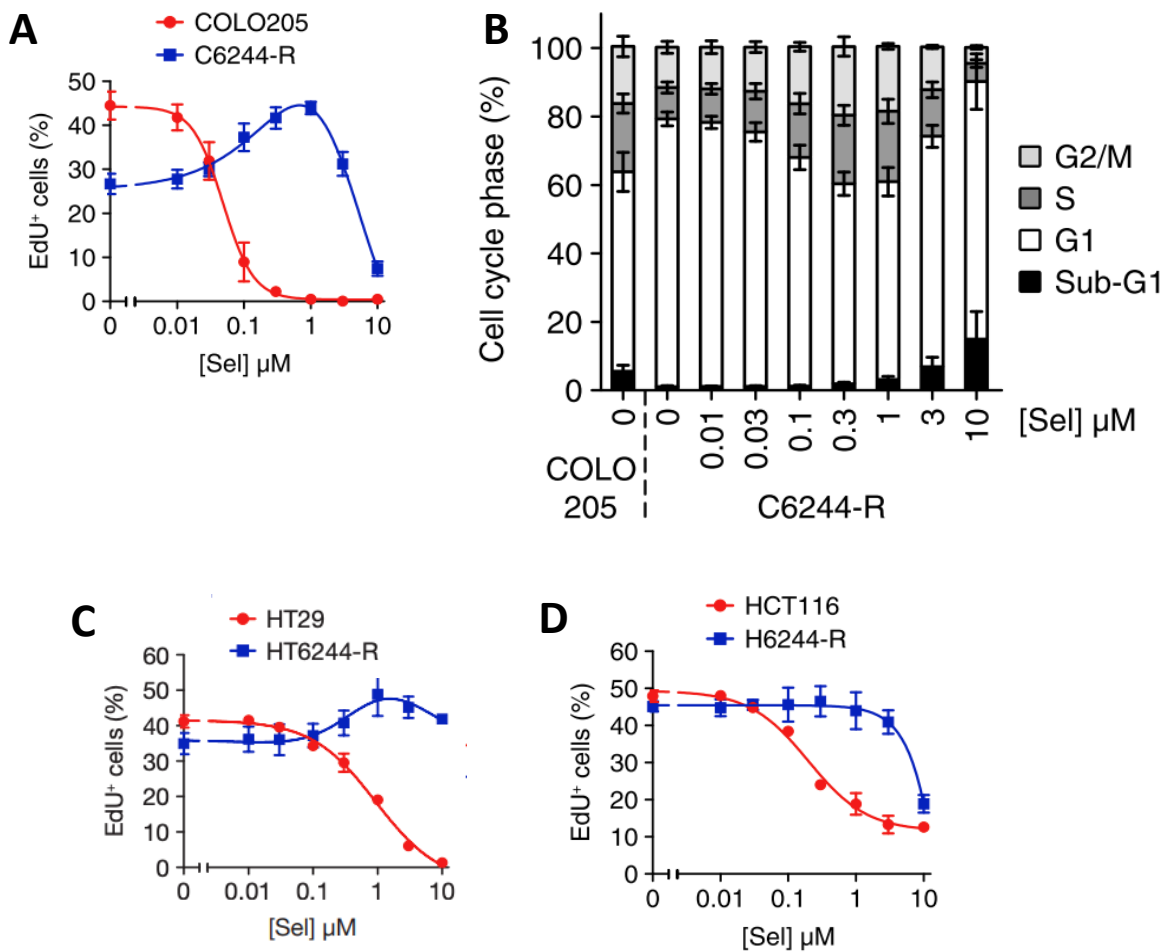 A
COLO205
C6244-R
EdU⁺ cells (%)
50
40
30
20
10
0
0 0.01 0.1 1 10
[Sel] µM
B
Cell cycle phase (%)
100
80
60
40
20
0
G2/M
S
G1
Sub-G1
0 0 0.01 0.03 0.1 0.3 1 3 10 [Sel] µM
COLO
205 C6244-R
C
HT29
HT6244-R
EdU⁺ cells (%)
60
50
40
30
20
10
0
0 0.01 0.1 1 10
[Sel] µM
D
HCT116
H6244-R
EdU⁺ cells (%)
60
50
40
30
20
10
0
0 0.01 0.1 1 10
[Sel] µM